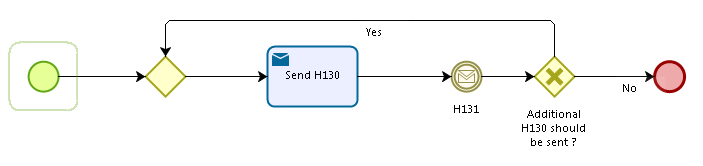 Yes
Send H130
H131
No
Additional
H130 should
be sent ?